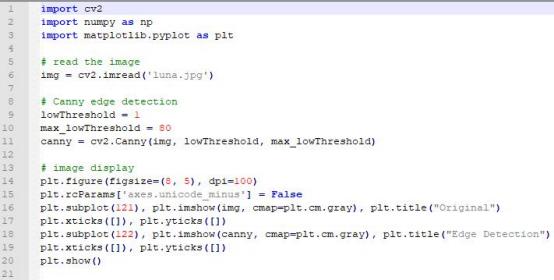 1 import cv2
2 import numpy as np
3 import matplotlib.pyplot as plt
4
5 # read the image
6 img = cv2.imread('luna.jpg')
7
8 # Canny edge detection
9 lowThreshold = 1
10 max_lowThreshold = 80
11 canny = cv2.Canny(img, lowThreshold, max_lowThreshold)
12
13 # image display
14 plt.figure(figsize=(8, 5), dpi=100)
15 plt.rcParams['axes.unicode_minus'] = False
16 plt.subplot(121), plt.imshow(img, cmap=plt.cm.gray), plt.title("Original")
17 plt.xticks([]), plt.yticks([])
18 plt.subplot(122), plt.imshow(canny, cmap=plt.cm.gray), plt.title("Edge Detection")
19 plt.xticks([]), plt.yticks([])
20 plt.show()
21